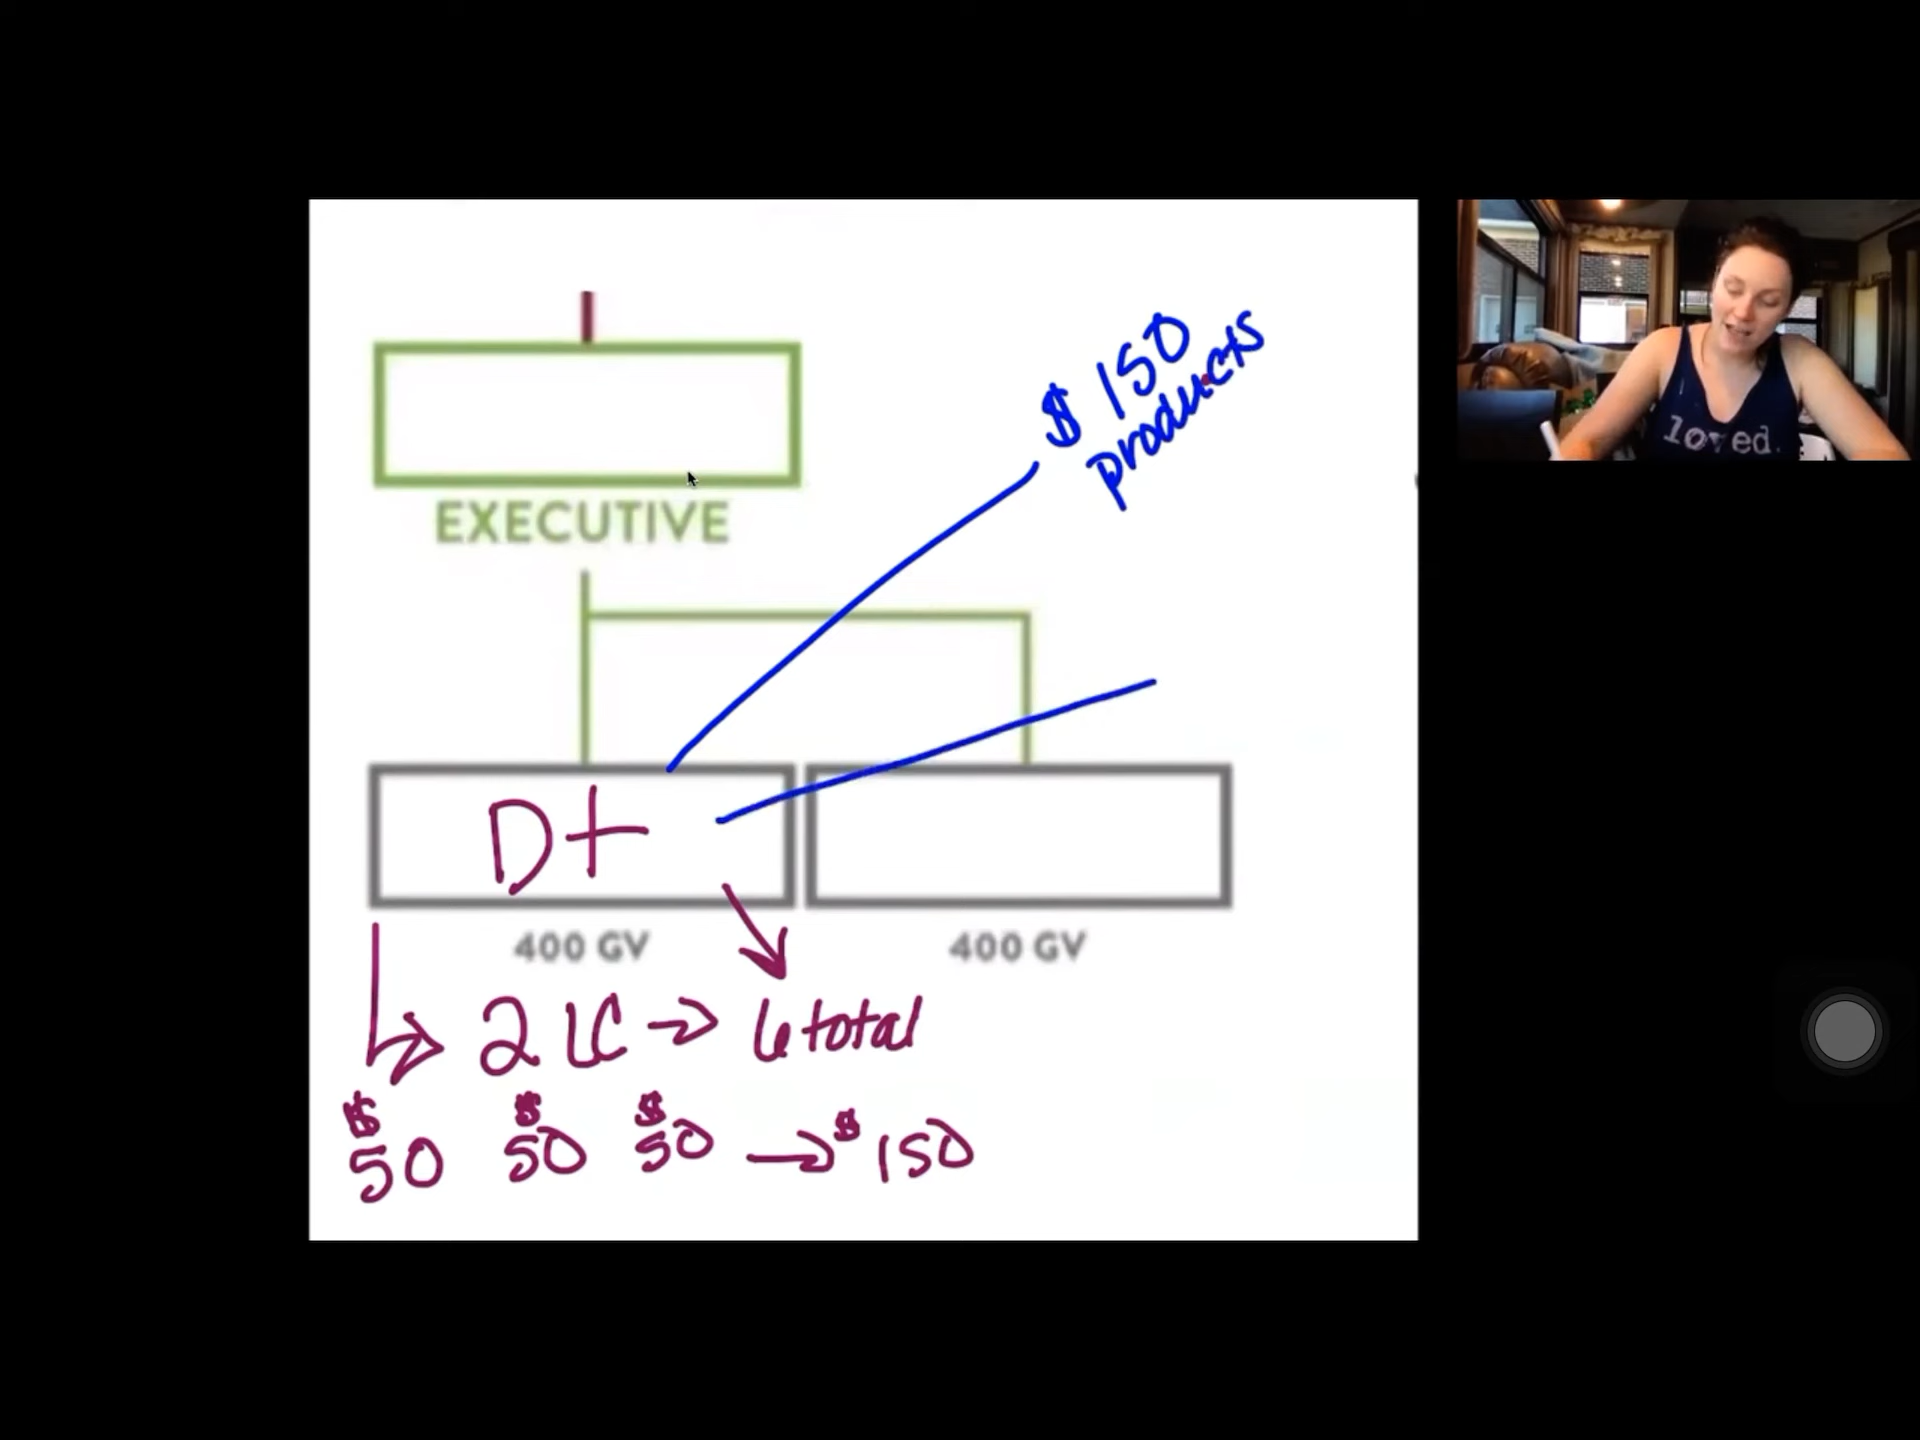 $150
products
EXECUTIVE
D+
400 GV
400 GV
2 LC → 6 total
$50 $50 $50 → $150
loved.